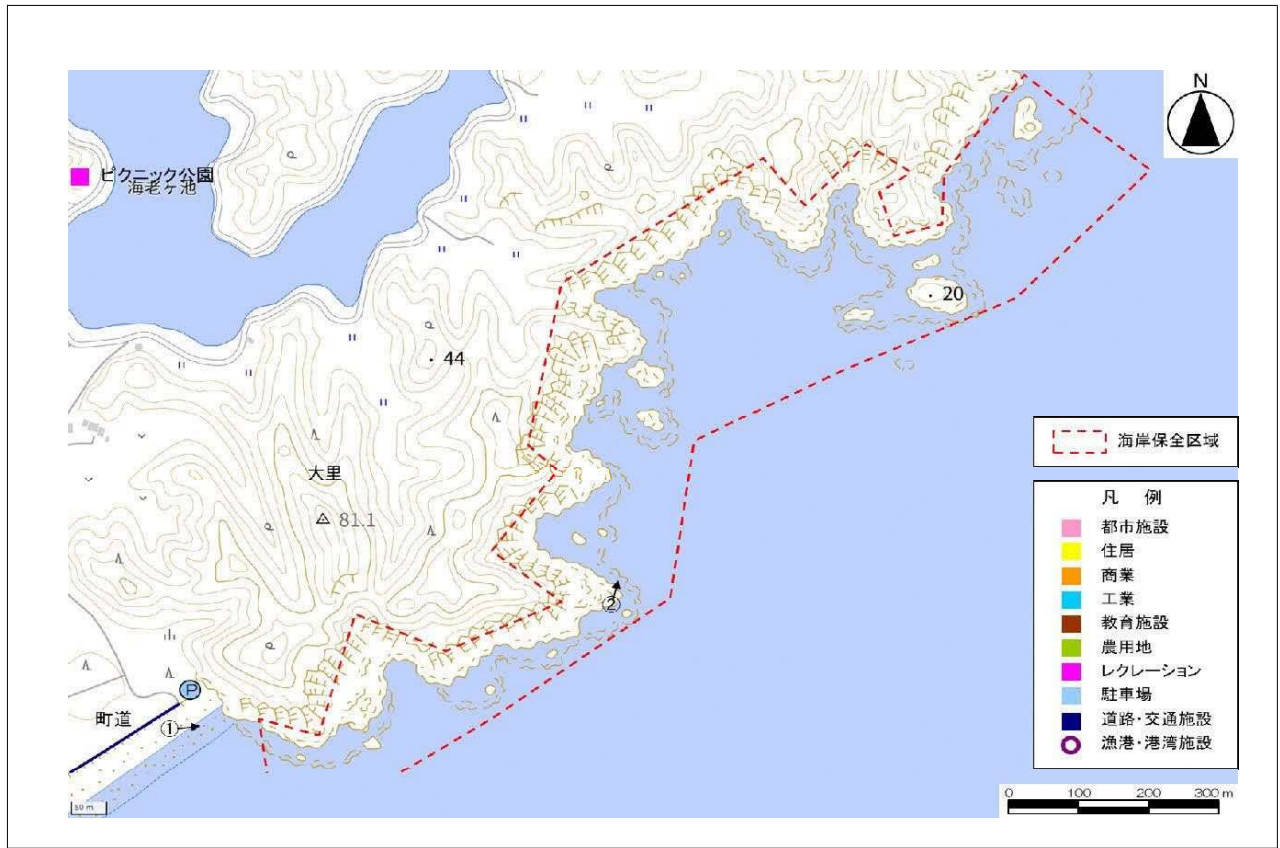 N
ピクニック公園
海老ヶ池
20
44
海岸保全区域
大里
81.1
凡 例
都市施設
住居
商業
工業
教育施設
農用地
レクレーション
駐車場
道路・交通施設
漁港・港湾施設
②
P
町道
①
50 m
0 100 200 300 m